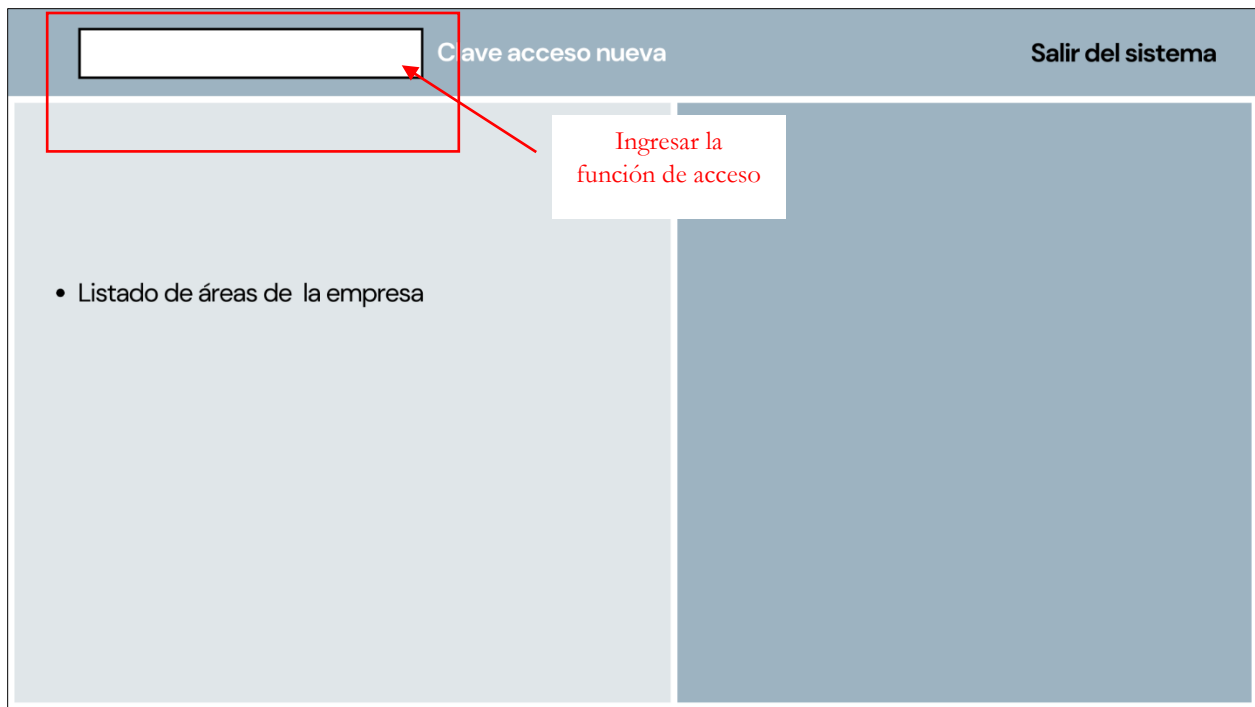 Clave acceso nueva
Salir del sistema
Ingresar la
función de acceso
• Listado de áreas de la empresa